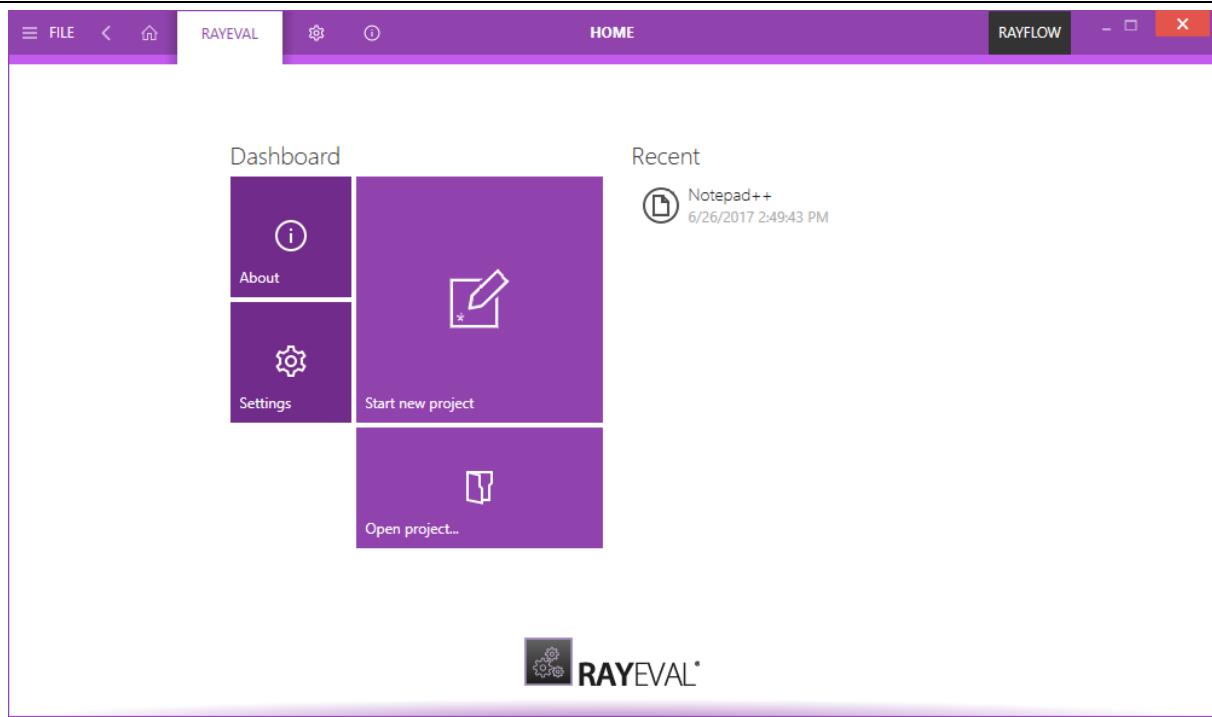 FILE
RAYEVAL
HOME
RAYFLOW
Dashboard
About
Settings
Start new project
Open project...
Recent
Notepad++
6/26/2017 2:49:43 PM
RAYEVAL®